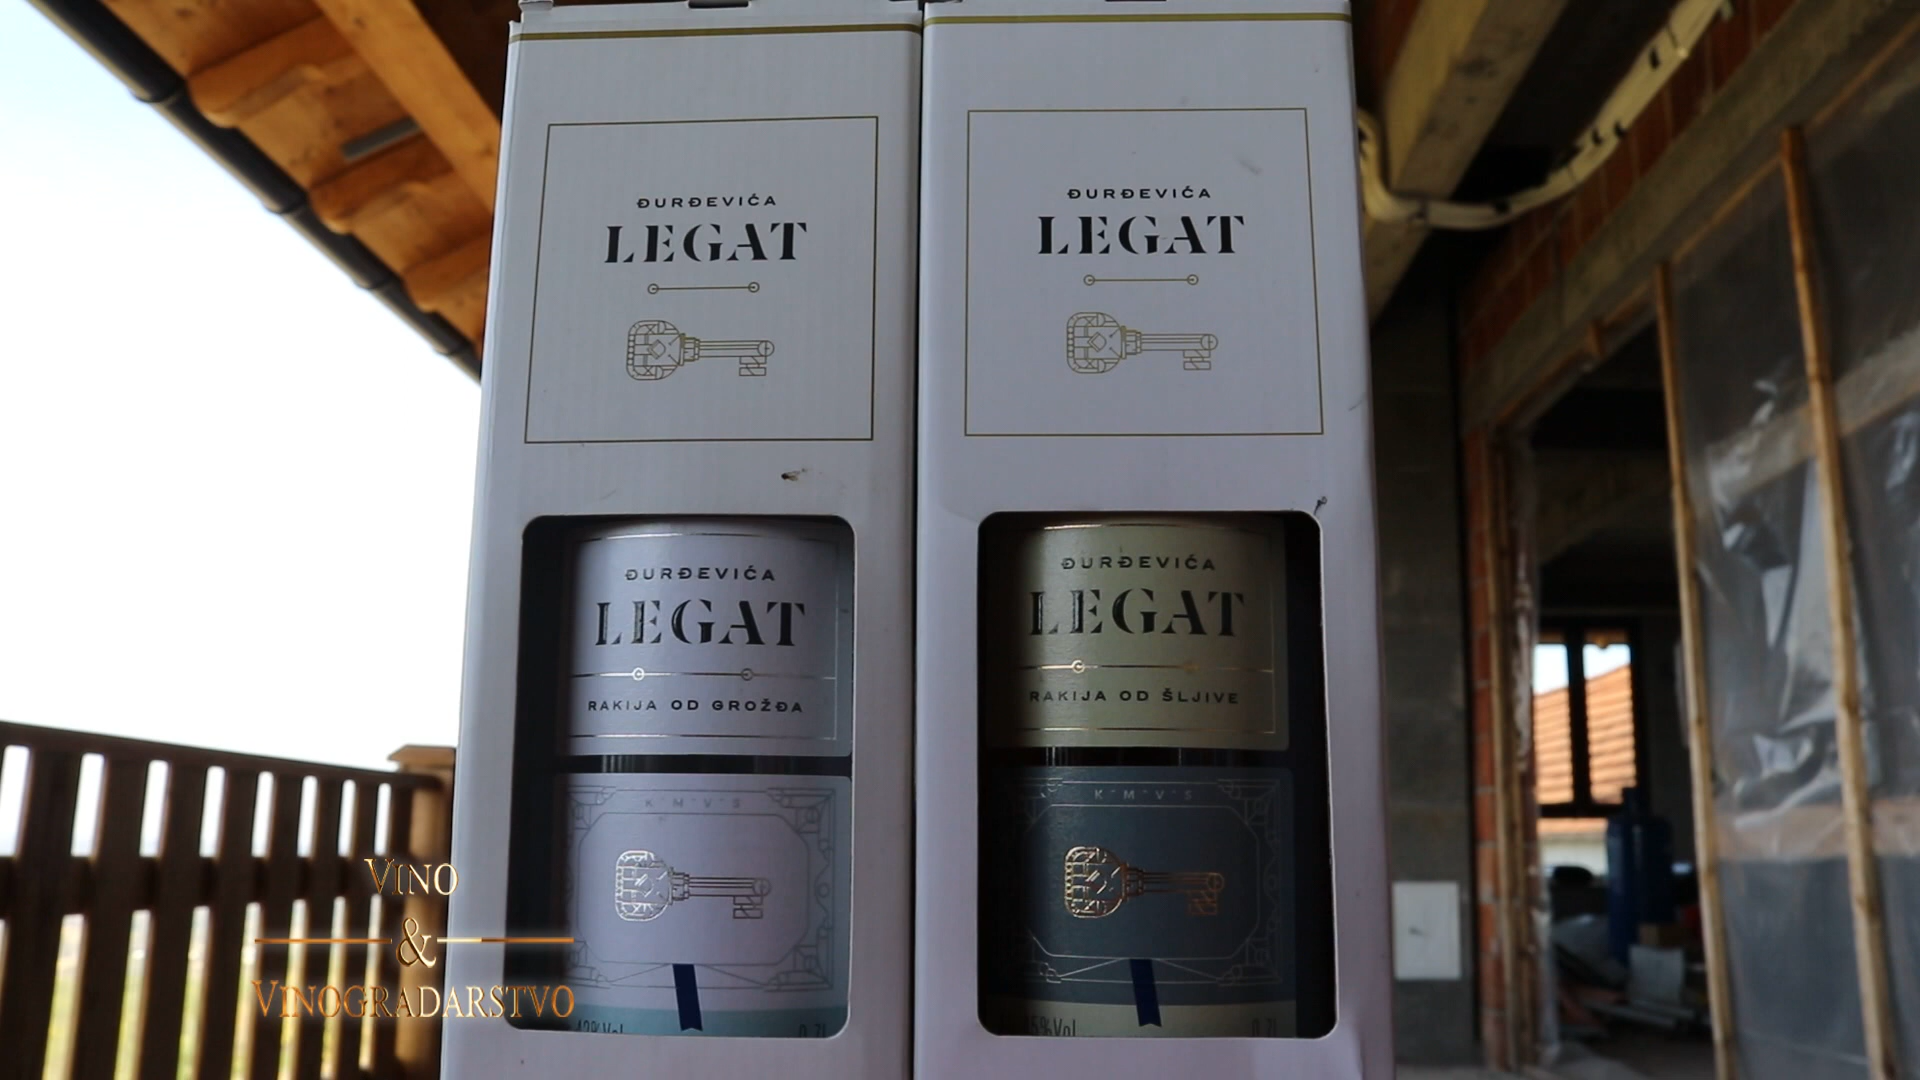 ĐURĐEVIĆA
LEGAT
ĐURĐEVIĆA
LEGAT
ĐURĐEVIĆA
LEGAT
RAKIJA OD GROŽĐA
K * M * V * S
ĐURĐEVIĆA
LEGAT
RAKIJA OD ŠLJIVE
K * M * V * S
VINO
&
VINOGRADARSTVO